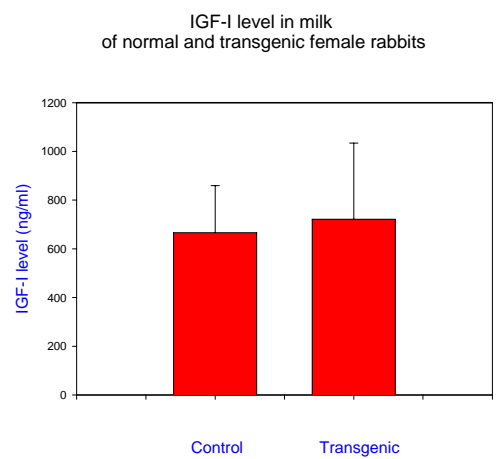 IGF-I level in milk
of normal and transgenic female rabbits
1200
1000
800
600
400
200
0
IGF-I level (ng/ml)
Control Transgenic